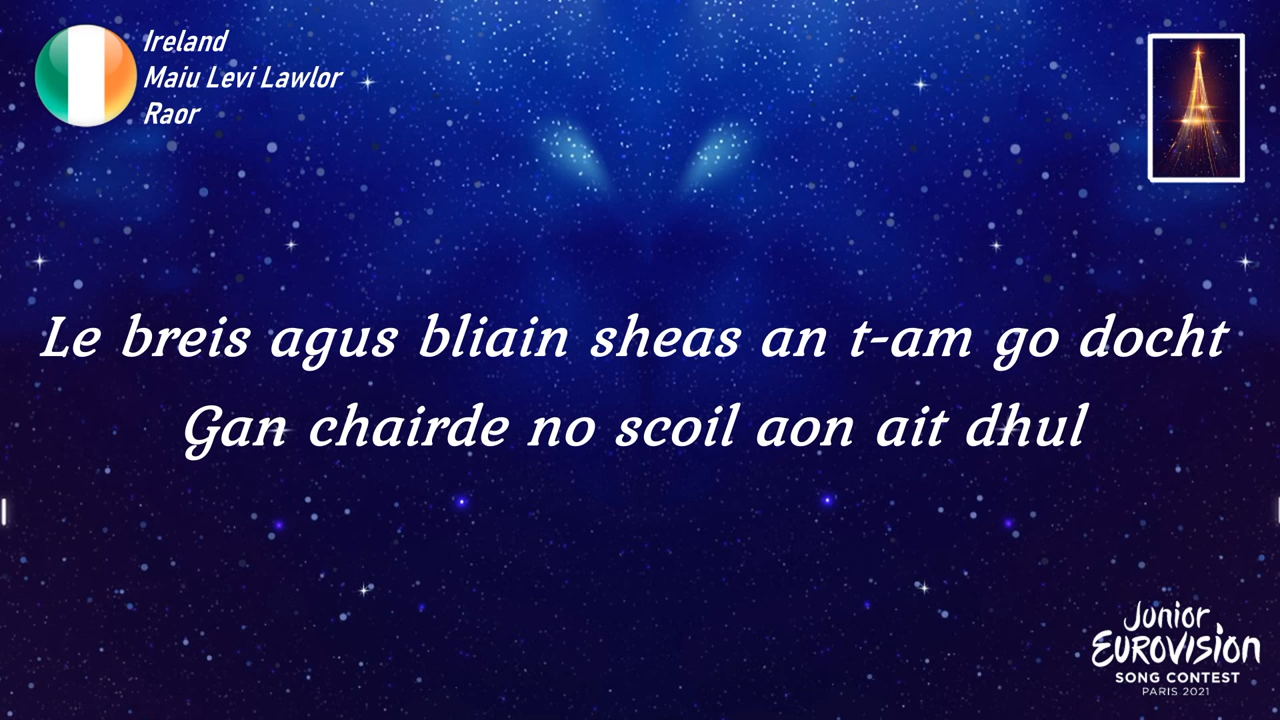 Ireland
Maiu Levi Lawlor
Raor
Le breis agus bliain sheas an t-am go docht
Gan chairde no scoil aon ait dhul
Junior
EUROVISION
SONG CONTEST
PARIS 2021